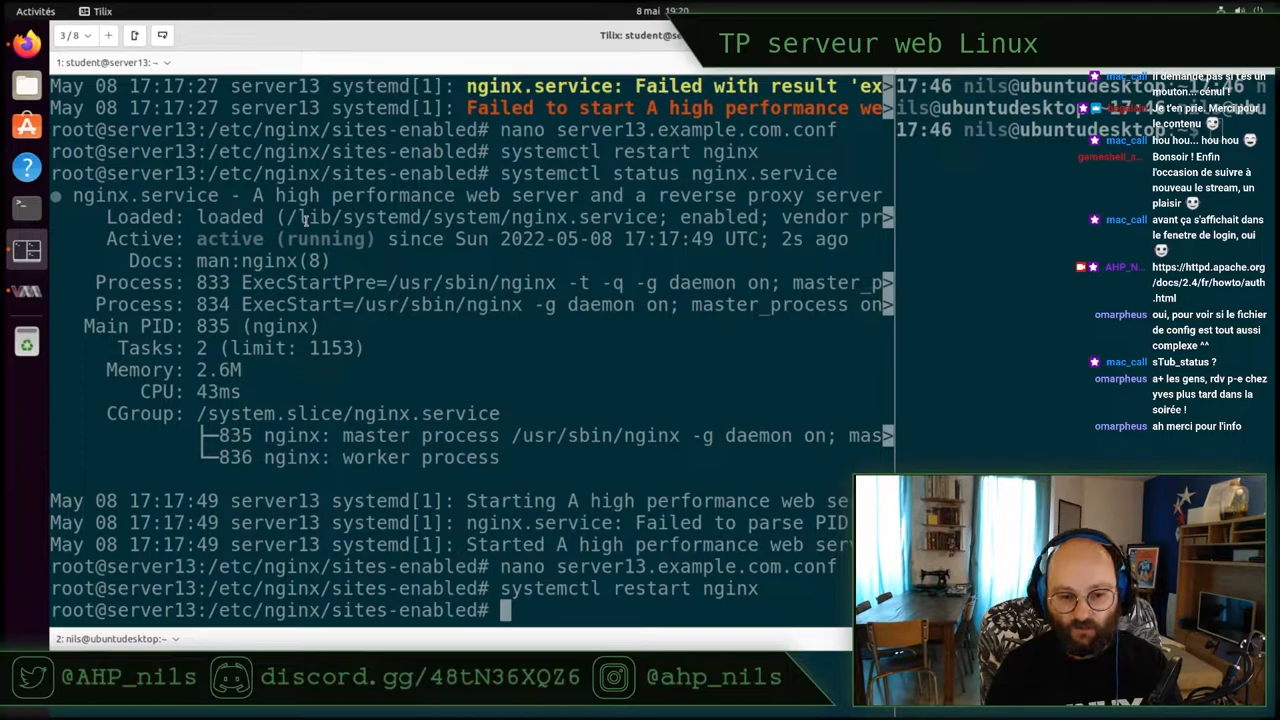 Activités
Tilix
8 mai 19:20
TP serveur web Linux
3/8
Tilix: student@se
1: student@server13: ~
May 08 17:17:27 server13 systemd[1]: nginx.service: Failed with result 'ex>
May 08 17:17:27 server13 systemd[1]: Failed to start A high performance we>
root@server13:/etc/nginx/sites-enabled# nano server13.example.com.conf
root@server13:/etc/nginx/sites-enabled# systemctl restart nginx
root@server13:/etc/nginx/sites-enabled# systemctl status nginx.service
● nginx.service - A high performance web server and a reverse proxy server
Loaded: loaded (/lib/systemd/system/nginx.service; enabled; vendor pr>
Active: active (running) since Sun 2022-05-08 17:17:49 UTC; 2s ago
Docs: man:nginx(8)
Process: 833 ExecStartPre=/usr/sbin/nginx -t -q -g daemon on; master_p>
Process: 834 ExecStart=/usr/sbin/nginx -g daemon on; master_process on>
Main PID: 835 (nginx)
Tasks: 2 (limit: 1153)
Memory: 2.6M
CPU: 43ms
CGroup: /system.slice/nginx.service
├─835 nginx: master process /usr/sbin/nginx -g daemon on; mas>
└─836 nginx: worker process
May 08 17:17:49 server13 systemd[1]: Starting A high performance web se
May 08 17:17:49 server13 systemd[1]: nginx.service: Failed to parse PID
May 08 17:17:49 server13 systemd[1]: Started A high performance web ser
root@server13:/etc/nginx/sites-enabled# nano server13.example.com.conf
root@server13:/etc/nginx/sites-enabled# systemctl restart nginx
root@server13:/etc/nginx/sites-enabled#
2: nils@ubuntudesktop:~
17:46 nils@ubuntudesktop
ils@ubuntudesktop
17:46 nils@ubuntudesktop
mac_call il demande pas si t'es un
mouton... cénul !
Je t'en prie. Merci pour
le contenu
mac_call hou hou... hou hou
gameshell_s... Bonsoir ! Enfin
l'occasion de suivre à
nouveau le stream, un
plaisir
mac_call avant ça s'affichait dans
le fenetre de login, oui
AHP_N... https://httpd.apache.org
/docs/2.4/fr/howto/auth
.html
omarpheus oui, pour voir si le fichier
de config est tout aussi
complexe ^^
mac_call sTub_status ?
omarpheus a+ les gens, rdv p-e chez
yves plus tard dans la
soirée !
omarpheus ah merci pour l'info
@AHP_nils
discord.gg/48tN36XQZ6
@ahp_nils